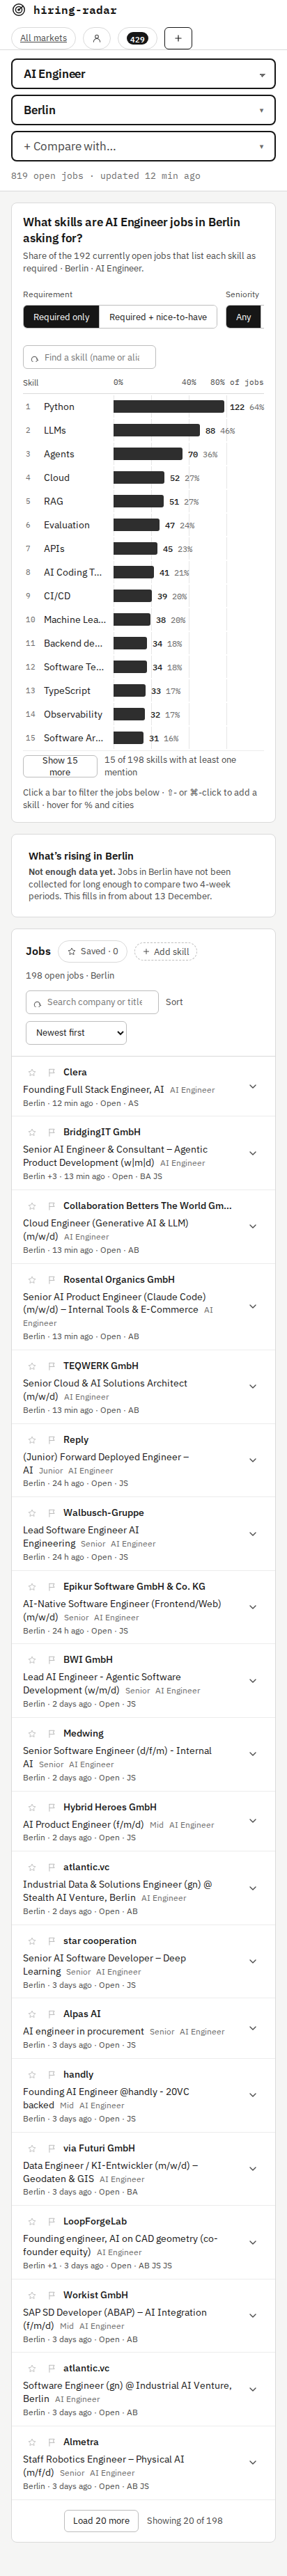 hiring-radar
All markets
429
+
AI Engineer
Berlin
+ Compare with...
819 open jobs · updated 12 min ago
What skills are AI Engineer jobs in Berlin
asking for?
Share of the 192 currently open jobs that list each skill as
required · Berlin · AI Engineer.
Requirement
Seniority
Required only
Required + nice-to-have
Any
Find a skill (name or alia
Skill
0%
40%
80% of jobs
1 Python 122 64%
2 LLMs 88 46%
3 Agents 70 36%
4 Cloud 52 27%
5 RAG 51 27%
6 Evaluation 47 24%
7 APIs 45 23%
8 AI Coding T... 41 21%
9 CI/CD 39 20%
10 Machine Lea... 38 20%
11 Backend de... 34 18%
12 Software Te... 34 18%
13 TypeScript 33 17%
14 Observability 32 17%
15 Software Ar... 31 16%
Show 15
more
15 of 198 skills with at least one
mention
Click a bar to filter the jobs below · ⇧- or ⌘-click to add a
skill · hover for % and cities
What's rising in Berlin
Not enough data yet. Jobs in Berlin have not been
collected for long enough to compare two 4-week
periods. This fills in from about 13 December.
Jobs
Saved · 0
+ Add skill
198 open jobs · Berlin
Search company or title
Sort
Newest first
Clera
Founding Full Stack Engineer, AI AI Engineer
Berlin · 12 min ago · Open · AS
BridgingIT GmbH
Senior AI Engineer & Consultant – Agentic
Product Development (w|m|d) AI Engineer
Berlin +3 · 13 min ago · Open · BA JS
Collaboration Betters The World Gm...
Cloud Engineer (Generative AI & LLM)
(m/w/d) AI Engineer
Berlin · 13 min ago · Open · AB
Rosental Organics GmbH
Senior AI Product Engineer (Claude Code)
(m/w/d) – Internal Tools & E-Commerce AI
Engineer
Berlin · 13 min ago · Open · AB
TEQWERK GmbH
Senior Cloud & AI Solutions Architect
(m/w/d) AI Engineer
Berlin · 13 min ago · Open · AB
Reply
(Junior) Forward Deployed Engineer –
AI Junior AI Engineer
Berlin · 24 h ago · Open · JS
Walbusch-Gruppe
Lead Software Engineer AI
Engineering Senior AI Engineer
Berlin · 24 h ago · Open · JS
Epikur Software GmbH & Co. KG
AI-Native Software Engineer (Frontend/Web)
(m/w/d) Senior AI Engineer
Berlin · 24 h ago · Open · JS
BWI GmbH
Lead AI Engineer - Agentic Software
Development (w/m/d) Senior AI Engineer
Berlin · 2 days ago · Open · JS
Medwing
Senior Software Engineer (d/f/m) - Internal
AI Senior AI Engineer
Berlin · 2 days ago · Open · JS
Hybrid Heroes GmbH
AI Product Engineer (f/m/d) Mid AI Engineer
Berlin · 2 days ago · Open · JS
atlantic.vc
Industrial Data & Solutions Engineer (gn) @
Stealth AI Venture, Berlin AI Engineer
Berlin · 2 days ago · Open · AB
star cooperation
Senior AI Software Developer – Deep
Learning Senior AI Engineer
Berlin · 3 days ago · Open · JS
Alpas AI
AI engineer in procurement Senior AI Engineer
Berlin · 3 days ago · Open · JS
handly
Founding AI Engineer @handly - 20VC
backed Mid AI Engineer
Berlin · 3 days ago · Open · JS
via Futuri GmbH
Data Engineer / KI-Entwickler (m/w/d) –
Geodaten & GIS AI Engineer
Berlin · 3 days ago · Open · BA
LoopForgeLab
Founding engineer, AI on CAD geometry (co-
founder equity) AI Engineer
Berlin +1 · 3 days ago · Open · AB JS JS
Workist GmbH
SAP SD Developer (ABAP) – AI Integration
(f/m/d) Mid AI Engineer
Berlin · 3 days ago · Open · AB
atlantic.vc
Software Engineer (gn) @ Industrial AI Venture,
Berlin AI Engineer
Berlin · 3 days ago · Open · AB
Almetra
Staff Robotics Engineer – Physical AI
(m/f/d) Senior AI Engineer
Berlin · 3 days ago · Open · AB JS
Load 20 more
Showing 20 of 198